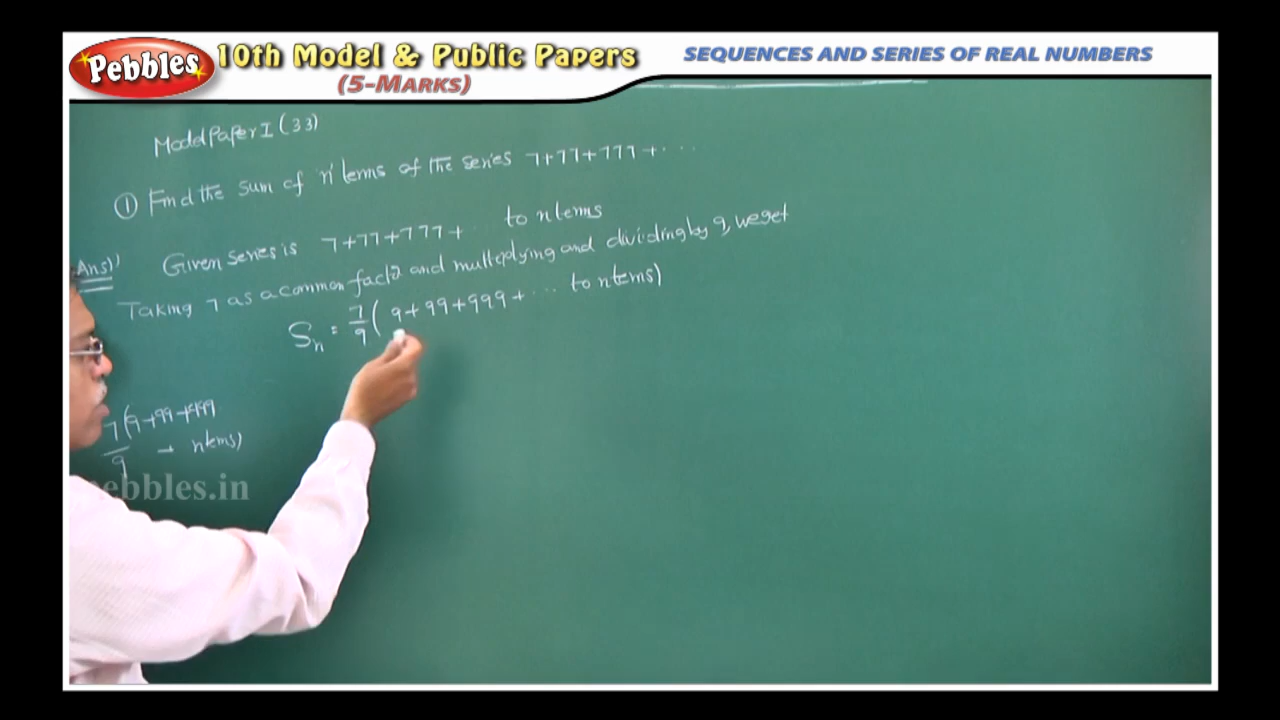 Pebbles
10th Model & Public Papers
(5-MARKS)
SEQUENCES AND SERIES OF REAL NUMBERS
Model Paper I (33)
① Find the sum of 'n' terms of the series 7+77+777+...
Ans) Given series is 7+77+777+... to n terms
Taking 7 as a common factor and multiplying and dividing by 9, we get
Sn = 7/9 (9+99+999+... to n terms)
7/9 (9+99+999
+ n tems)
pebbles.in